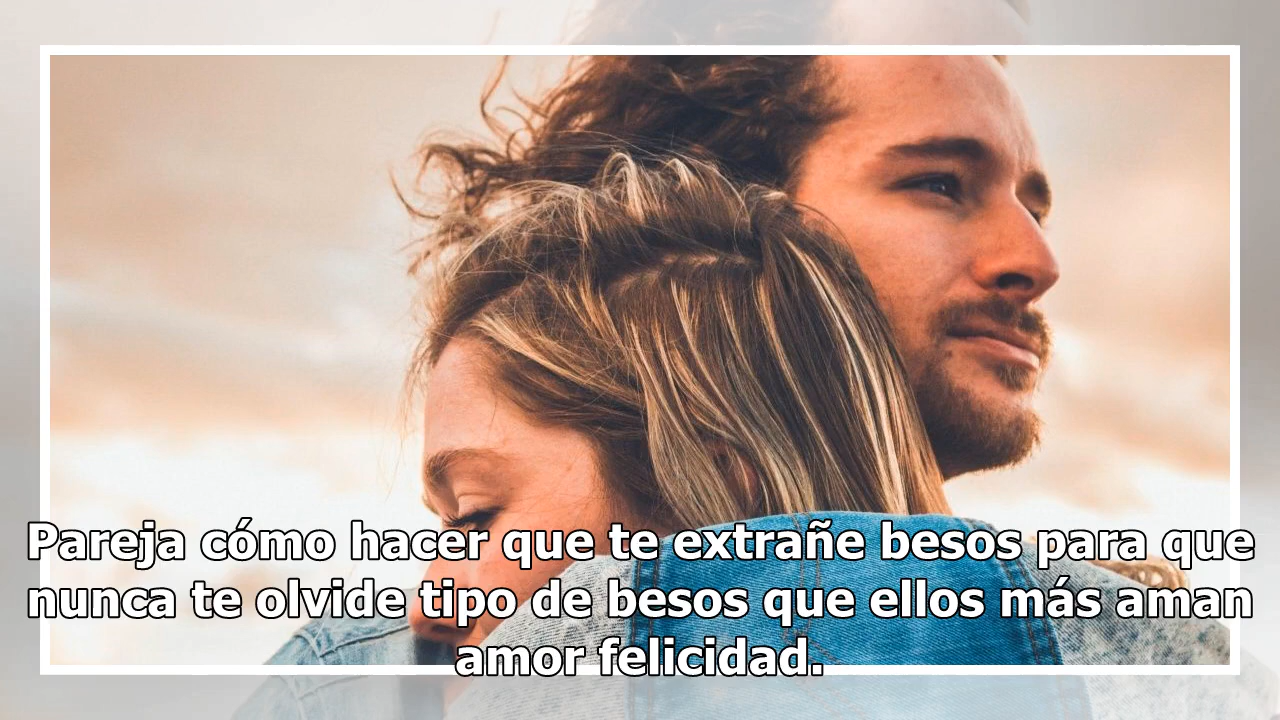 Pareja cómo hacer que te extrañe besos para que
nunca te olvide tipo de besos que ellos más aman
amor felicidad.